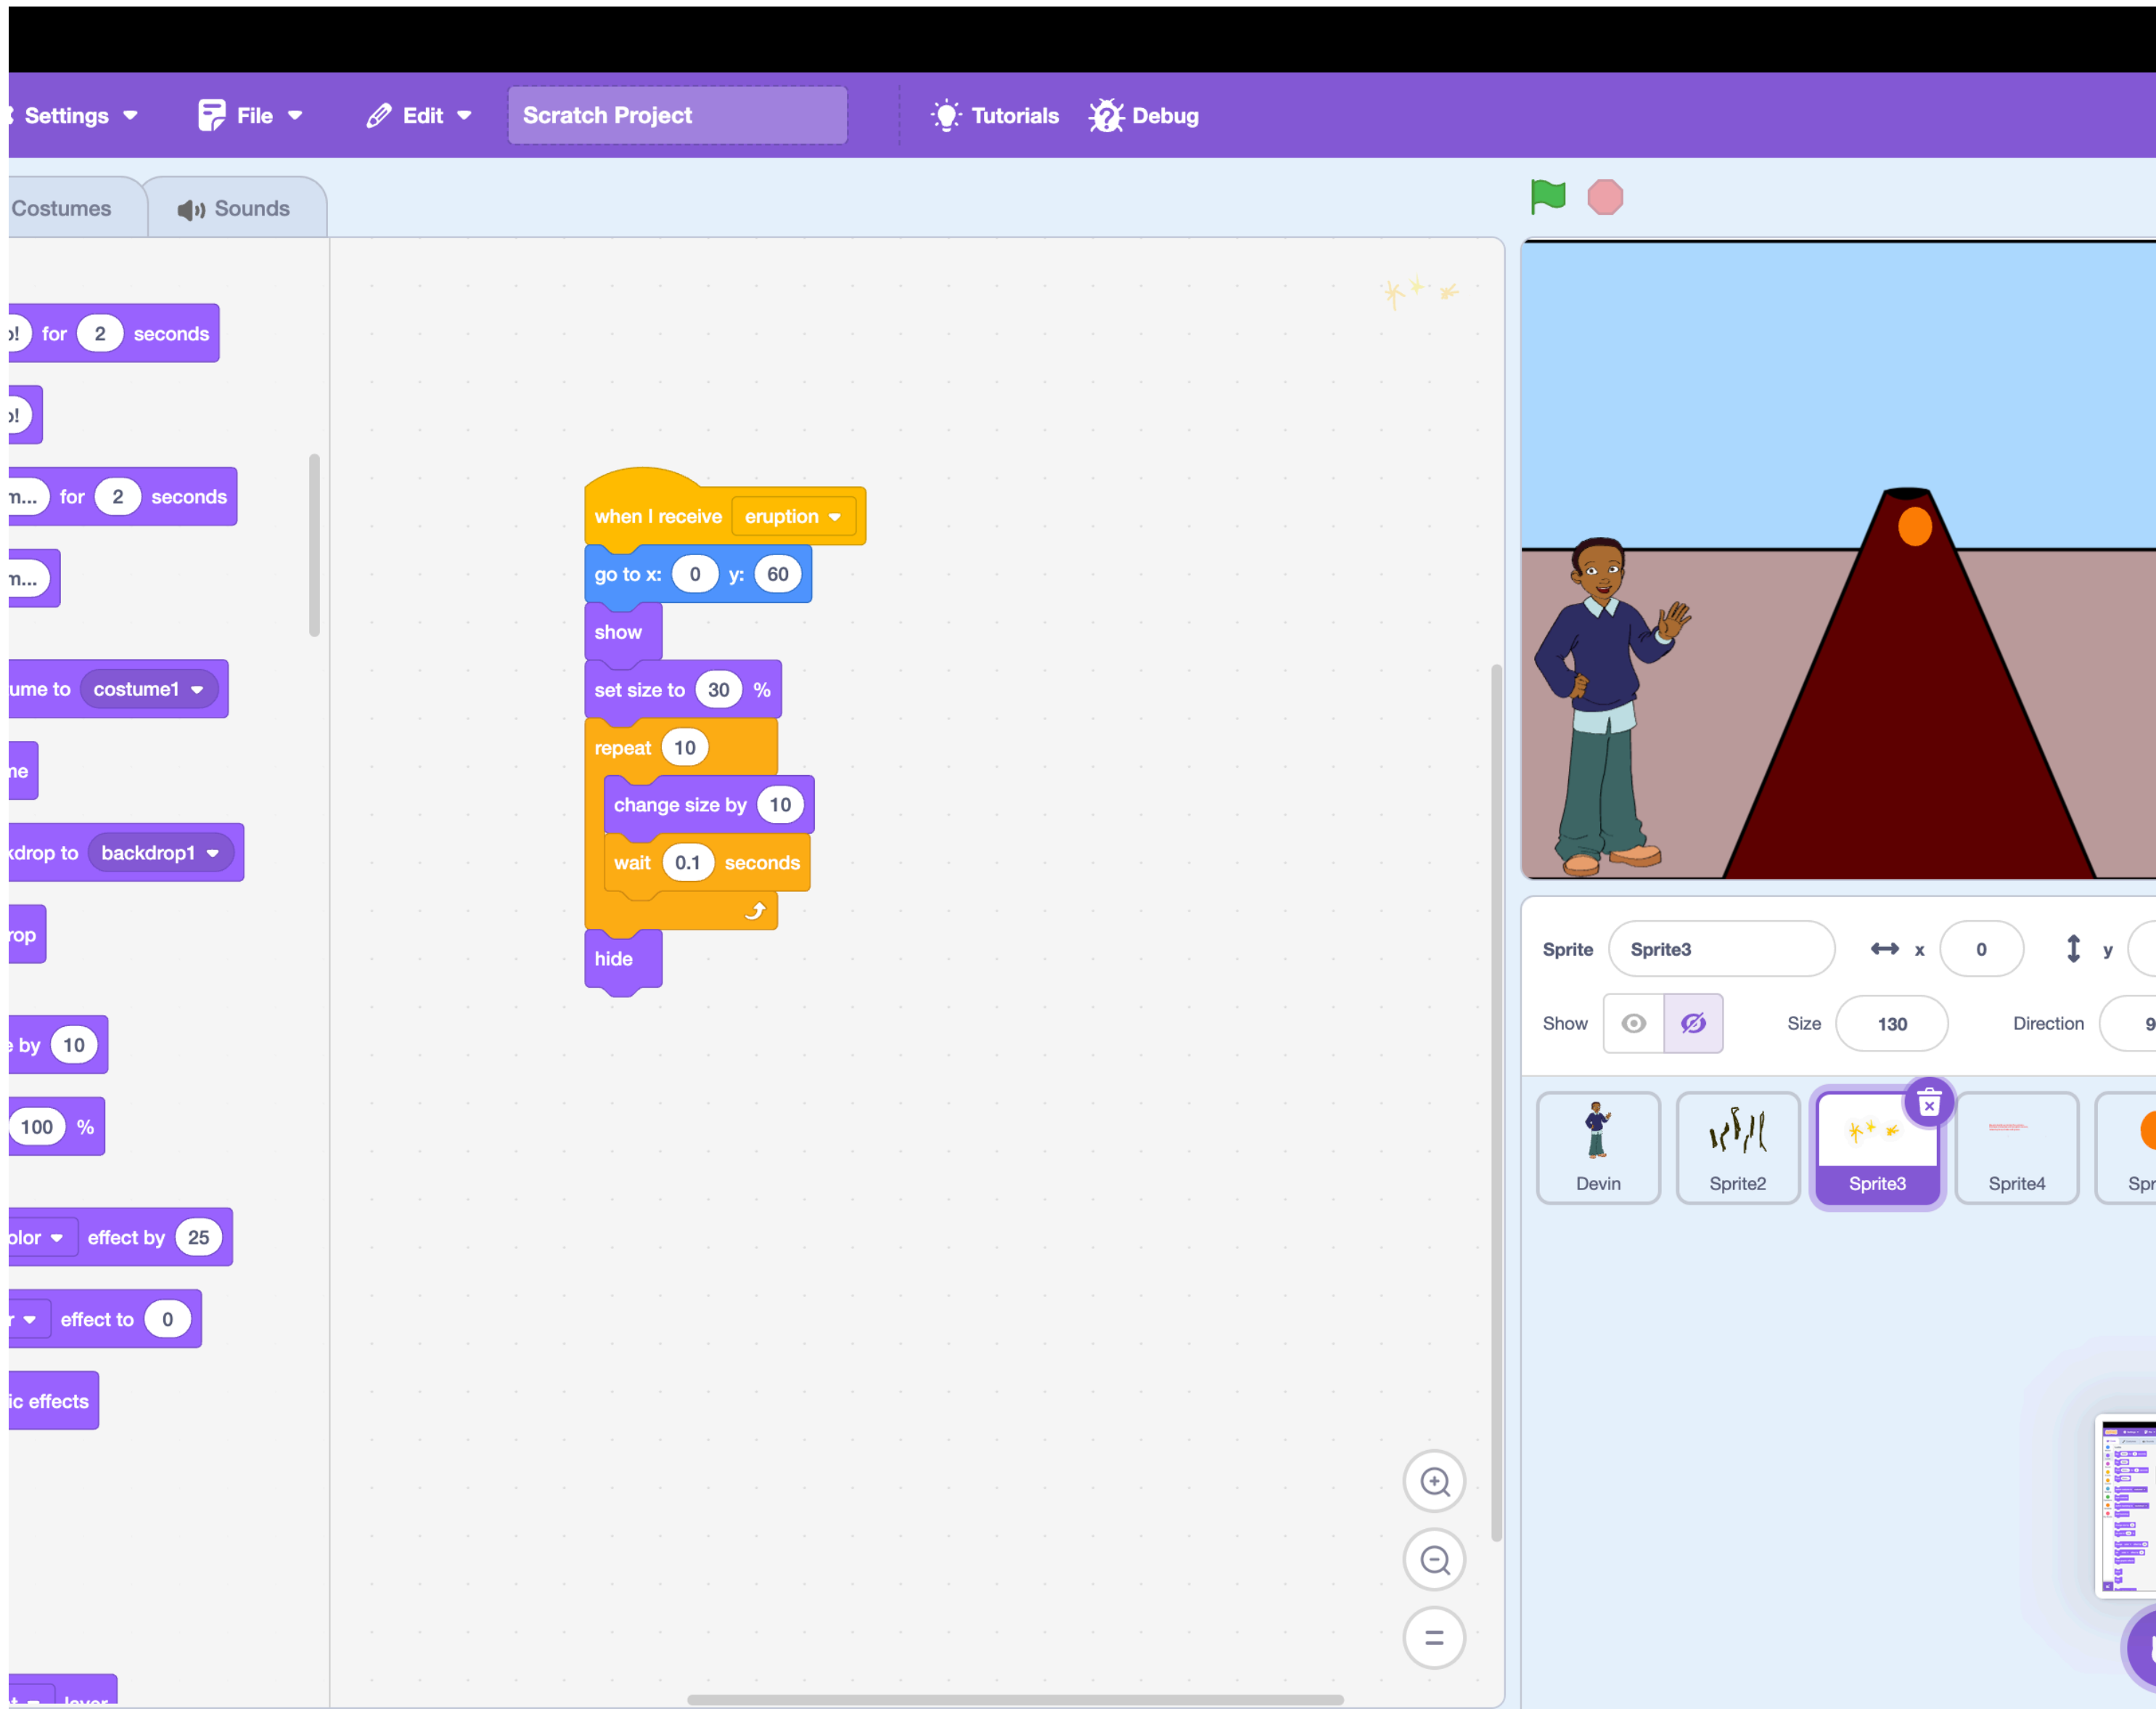 Settings File Edit Scratch Project Tutorials Debug
Costumes Sounds
for 2 seconds
for 2 seconds
costume1
backdrop1
by 10
100 %
effect by 25
effect to 0
effects
when I receive eruption
go to x: 0 y: 60
show
set size to 30 %
repeat 10
change size by 10
wait 0.1 seconds
hide
Sprite Sprite3 x 0 y
Show Size 130 Direction
Devin Sprite2 Sprite3 Sprite4